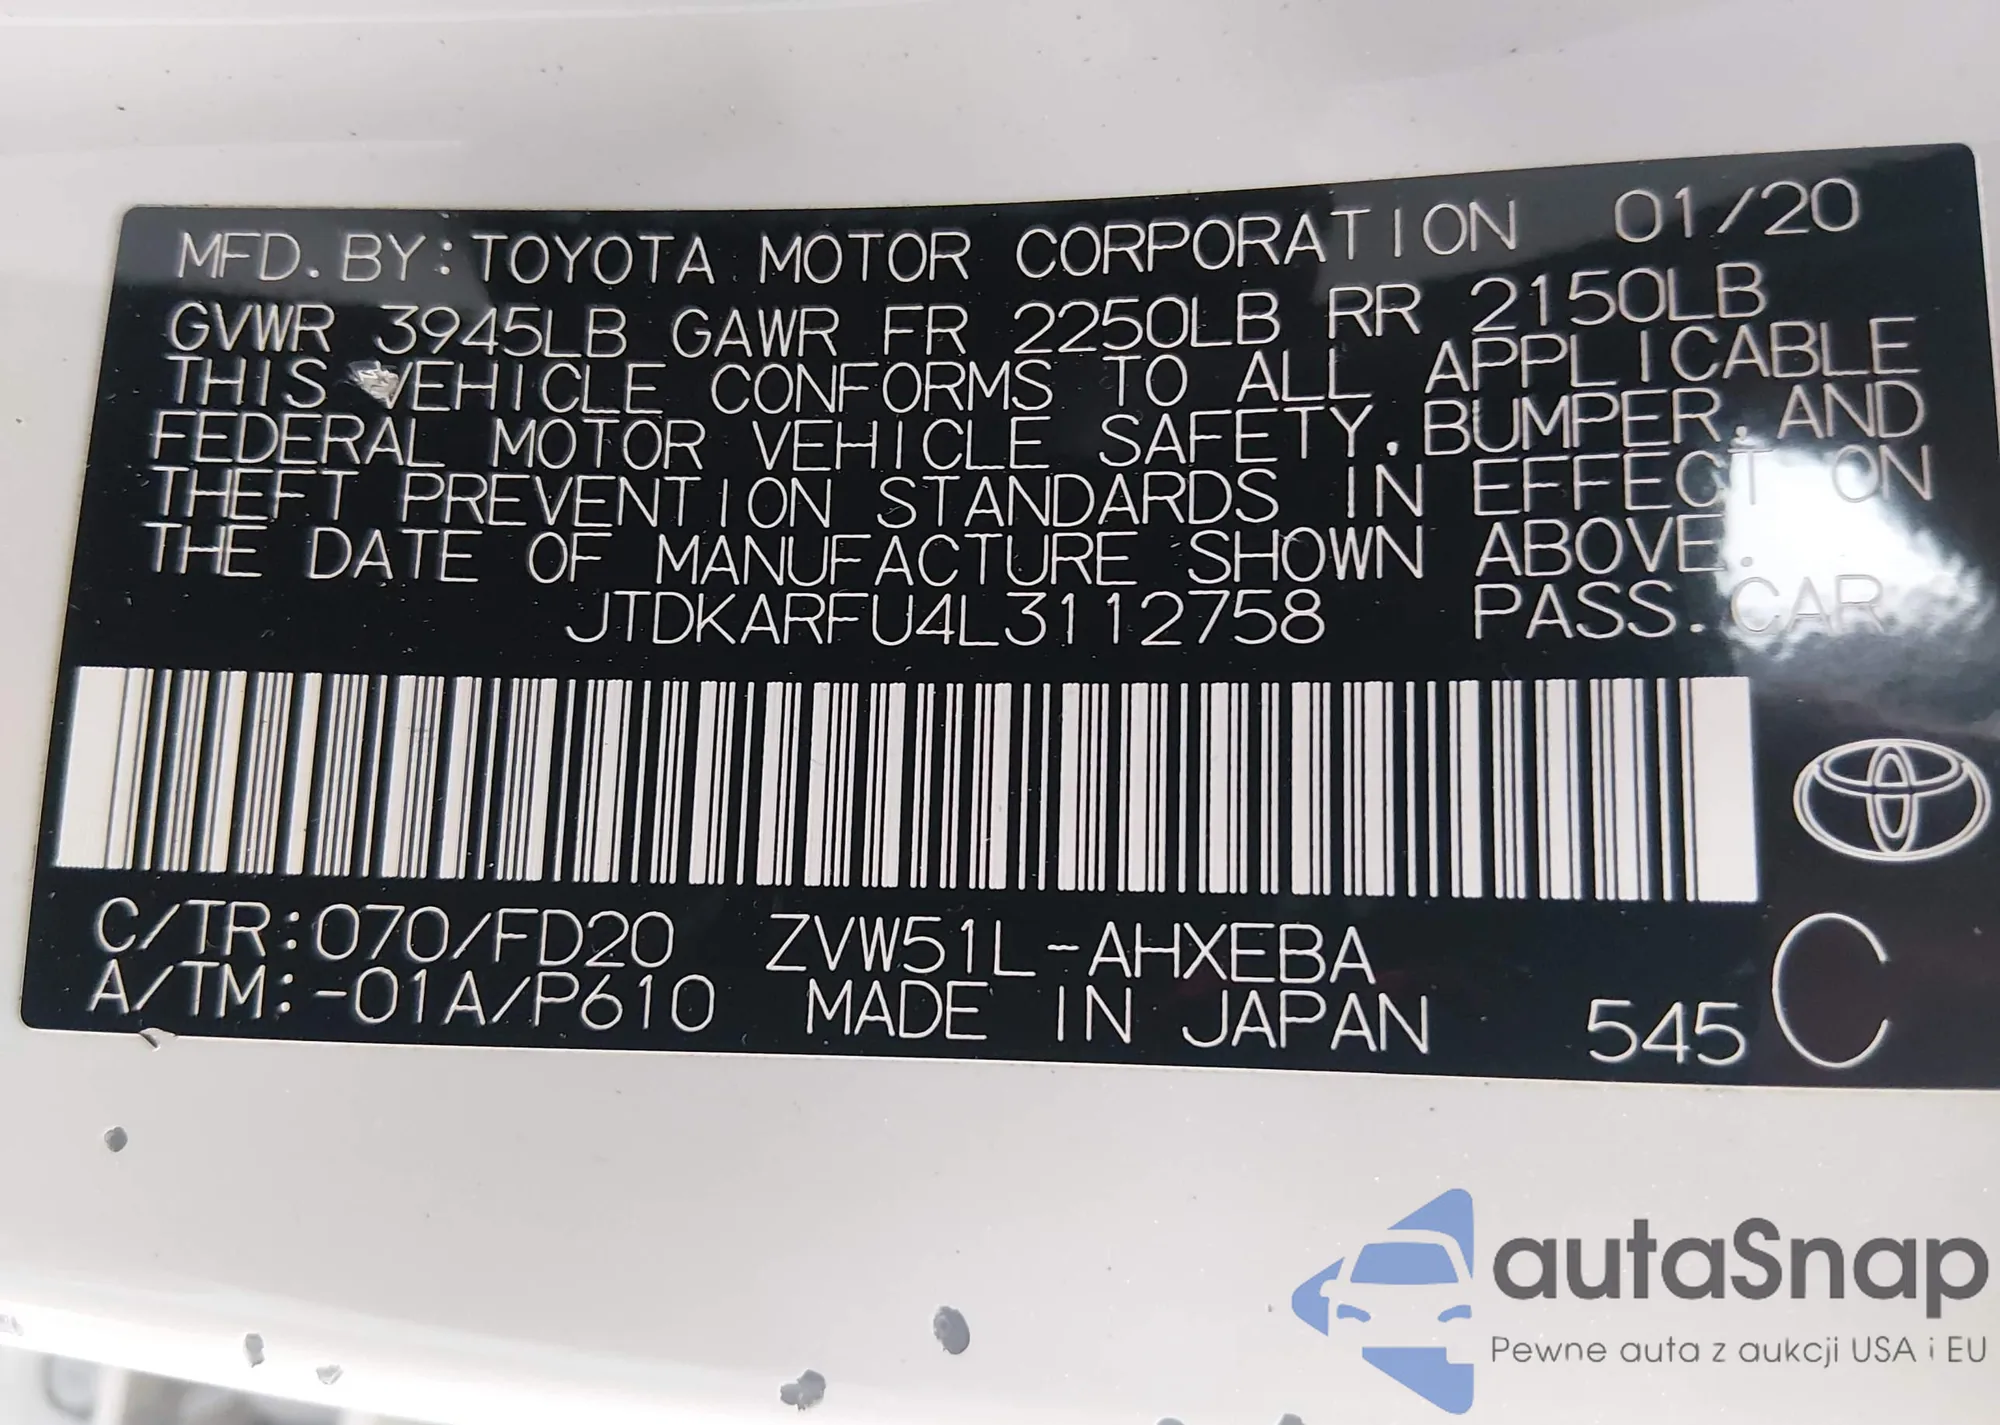 MFD. BY: TOYOTA MOTOR CORPORATION 01/20
GVWR 3945LB GAWR FR 2250LB RR 2150LB
THIS VEHICLE CONFORMS TO ALL APPLICABLE
FEDERAL MOTOR VEHICLE SAFETY, BUMPER, AND
THEFT PREVENTION STANDARDS IN EFFECT ON
THE DATE OF MANUFACTURE SHOWN ABOVE.
JTDKARFU4L3112758 PASS. CAR
C/TR: 070/FD20 ZVW51L-AHXEBA
A/TM: -01A/P610 MADE IN JAPAN 545 C
autaSnap
Pewne auta z aukcji USA i EU